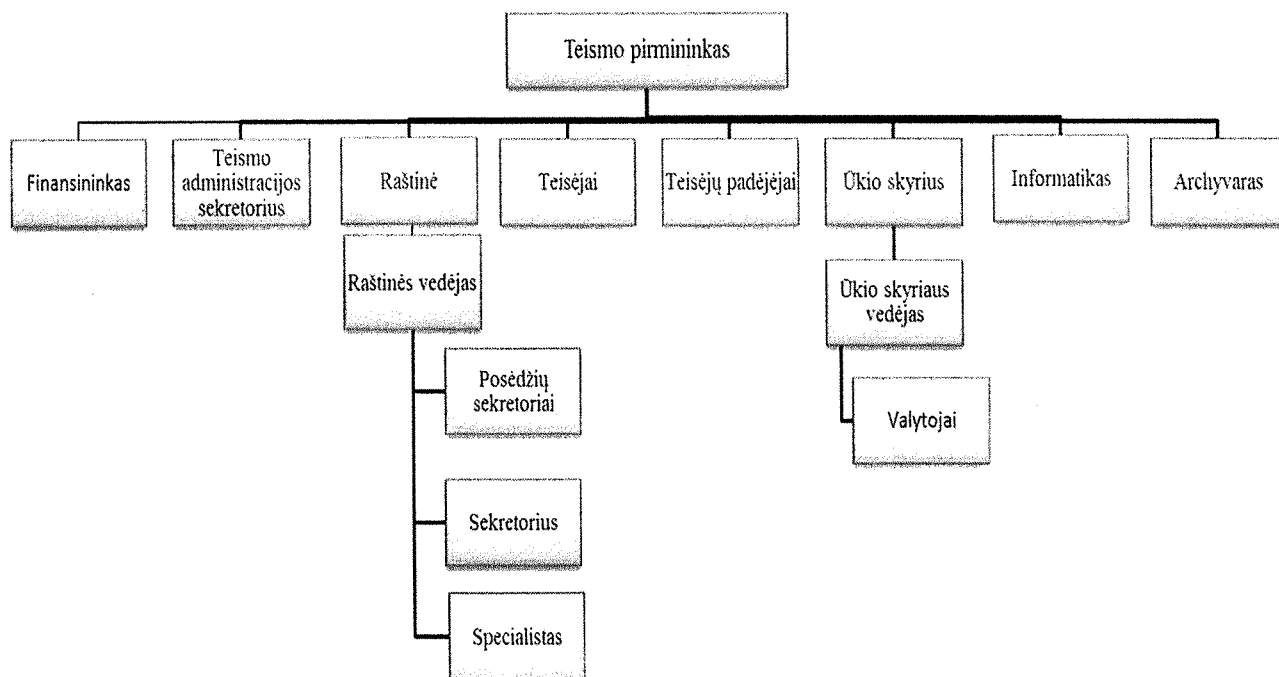 Teismo pirmininkas
Finansininkas
Teismo
administracijos
sekretorius
Raštinė
Teisėjai
Teisėjų padėjėjai
Ūkio skyrius
Informatikas
Archyvaras
Raštinės vedėjas
Ūkio skyriaus
vedėjas
Posėdžių
sekretoriai
Valytojai
Sekretorius
Specialistas